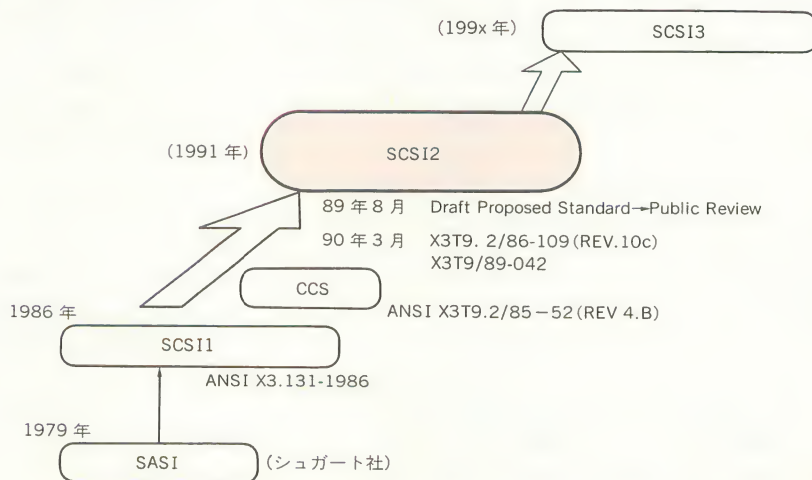 (199x 年)
SCSI3
(1991 年)
SCSI2
89 年 8 月 Draft Proposed Standard→Public Review
90 年 3 月 X3T9. 2/86-109(REV.10c)
X3T9/89-042
CCS
ANSI X3T9.2/85−52(REV 4.B)
1986 年
SCSI1
ANSI X3.131-1986
1979 年
SASI
(シュガート社)